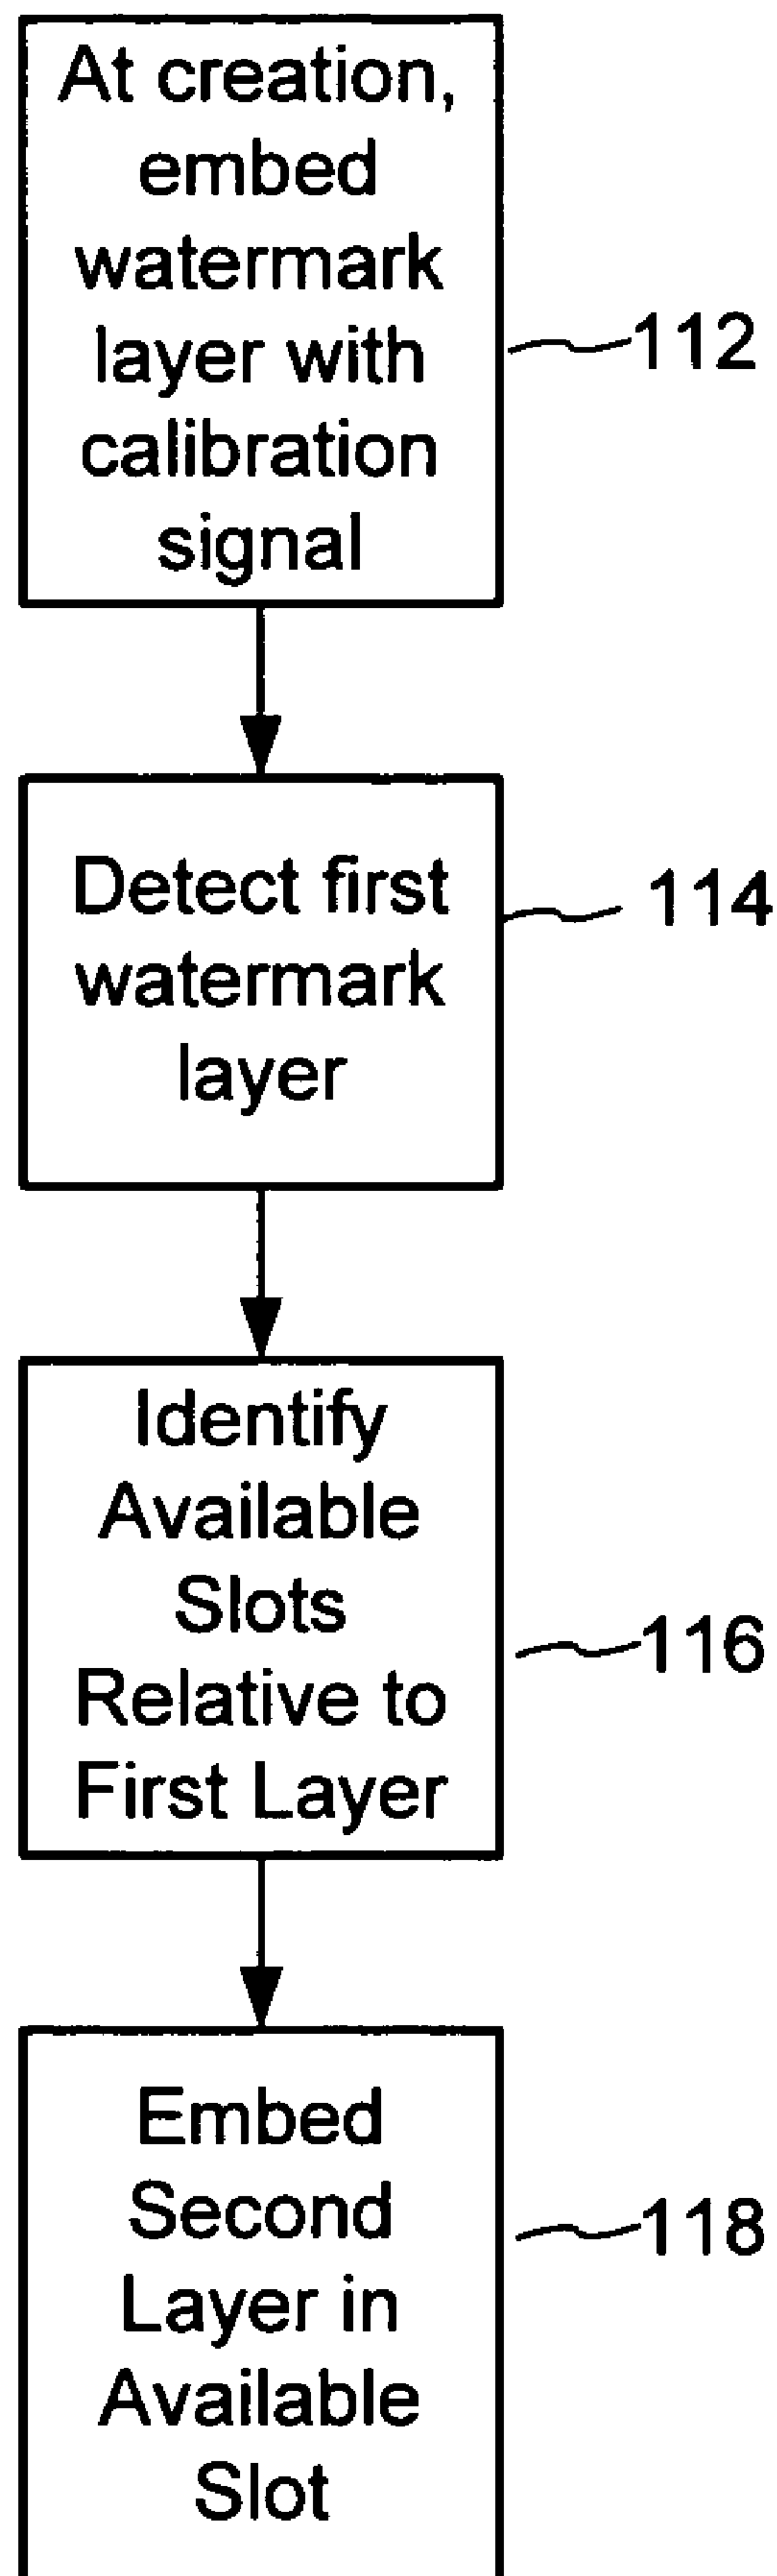 At creation,
embed
watermark
layer with
calibration
signal
112
Detect first
watermark
layer
114
Identify
Available
Slots
Relative to
First Layer
116
Embed
Second
Layer in
Available
Slot
118